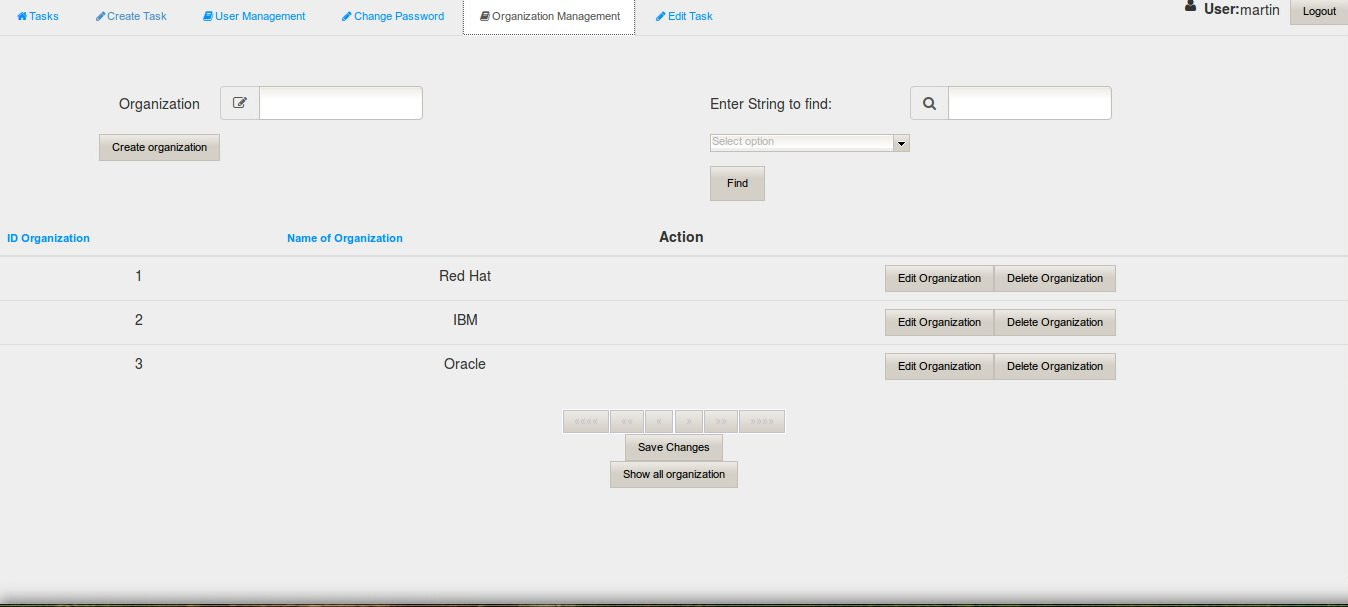 Tasks Create Task User Management Change Password Organization Management Edit Task User:martin Logout
Organization Enter String to find:
Create organization Select option
Find
ID Organization Name of Organization Action
1 Red Hat Edit Organization Delete Organization
2 IBM Edit Organization Delete Organization
3 Oracle Edit Organization Delete Organization
«««« «« « » »» »»»»
Save Changes
Show all organization